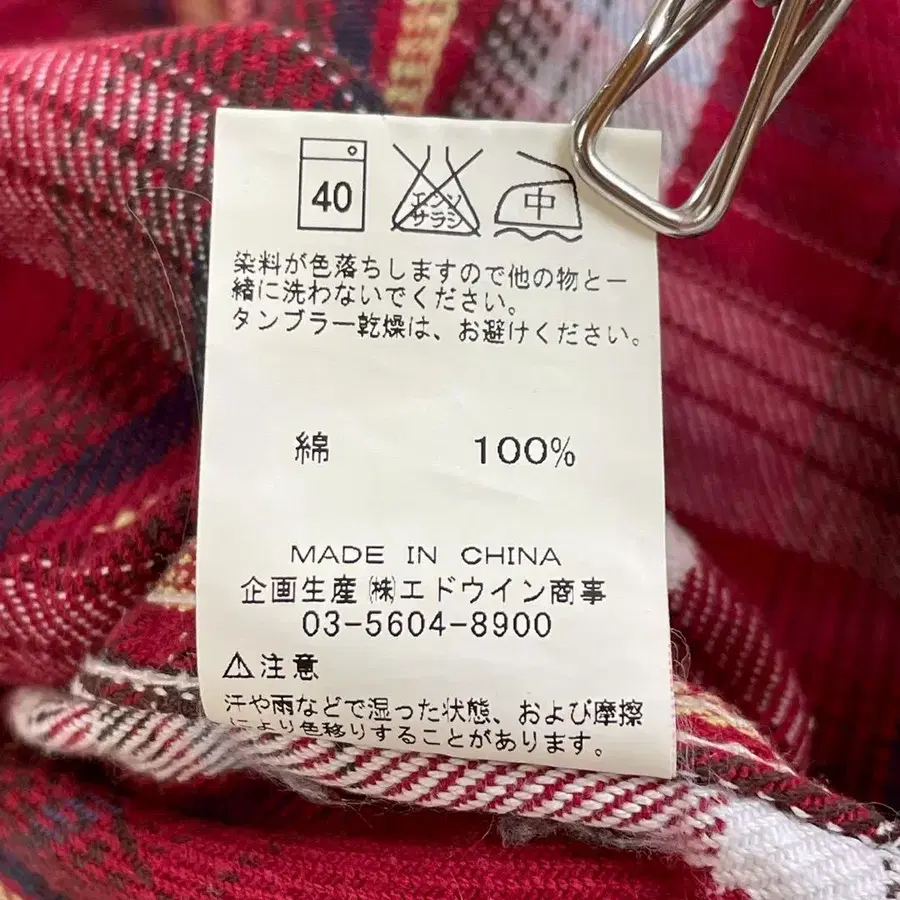 40
エンソ
サラシ
中
染料が色落ちしますので他の物と一
緒に洗わないでください。
タンブラー乾燥は、お避けください。
綿 100%
MADE IN CHINA
企画生産㈱エドウイン商事
03-5604-8900
⚠注意
汗や雨などで湿った状態、および摩擦
により色移りすることがあります。